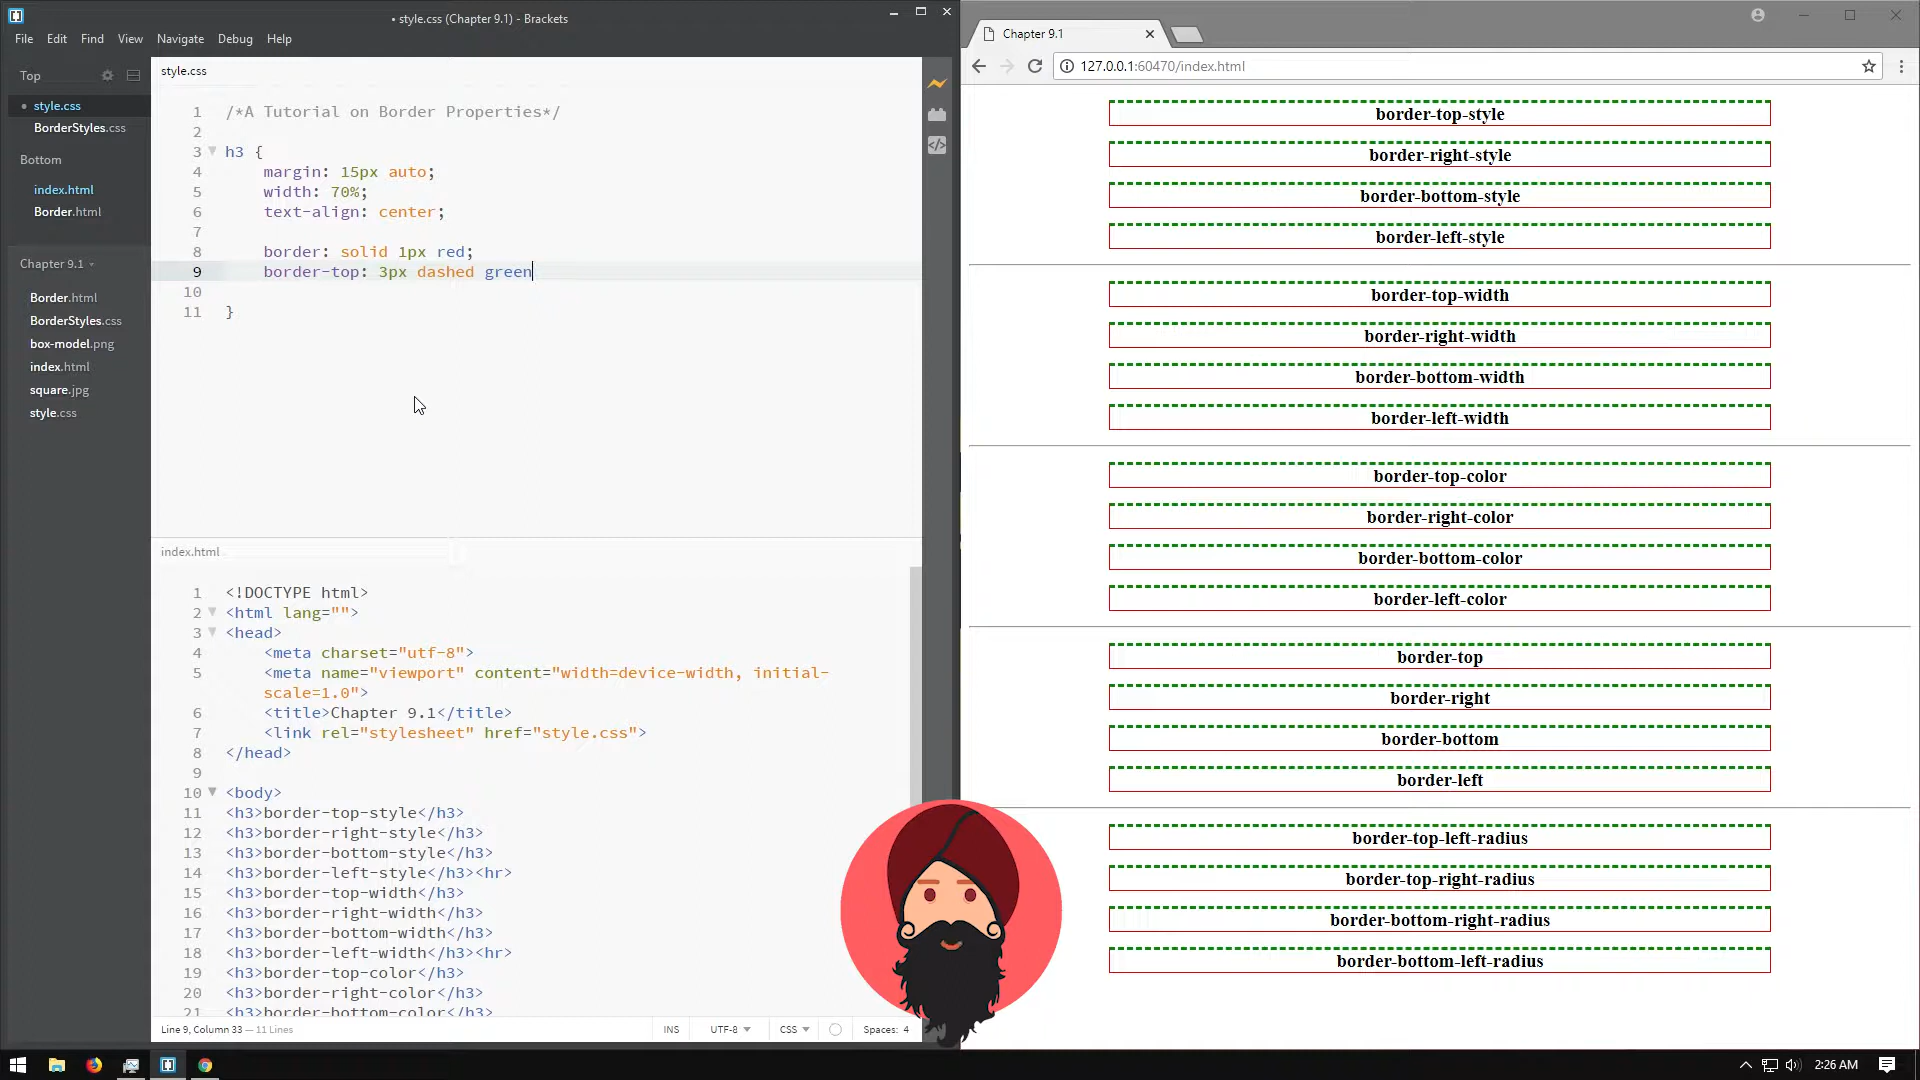 • style.css (Chapter 9.1) - Brackets
File Edit Find View Navigate Debug Help
Top
• style.css
BorderStyles.css
Bottom
index.html
Border.html
Chapter 9.1
Border.html
BorderStyles.css
box-model.png
index.html
square.jpg
style.css
style.css
1 /*A Tutorial on Border Properties*/
2
3 h3 {
4 margin: 15px auto;
5 width: 70%;
6 text-align: center;
7
8 border: solid 1px red;
9 border-top: 3px dashed green
10
11 }
index.html
1 <!DOCTYPE html>
2 <html lang="">
3 <head>
4 <meta charset="utf-8">
5 <meta name="viewport" content="width=device-width, initial-
scale=1.0">
6 <title>Chapter 9.1</title>
7 <link rel="stylesheet" href="style.css">
8 </head>
9
10 <body>
11 <h3>border-top-style</h3>
12 <h3>border-right-style</h3>
13 <h3>border-bottom-style</h3>
14 <h3>border-left-style</h3><hr>
15 <h3>border-top-width</h3>
16 <h3>border-right-width</h3>
17 <h3>border-bottom-width</h3>
18 <h3>border-left-width</h3><hr>
19 <h3>border-top-color</h3>
20 <h3>border-right-color</h3>
21 <h3>border-bottom-color</h3>
Line 9, Column 33 — 11 Lines INS UTF-8 CSS Spaces: 4
Chapter 9.1
127.0.0.1:60470/index.html
border-top-style
border-right-style
border-bottom-style
border-left-style
border-top-width
border-right-width
border-bottom-width
border-left-width
border-top-color
border-right-color
border-bottom-color
border-left-color
border-top
border-right
border-bottom
border-left
border-top-left-radius
border-top-right-radius
border-bottom-right-radius
border-bottom-left-radius
2:26 AM